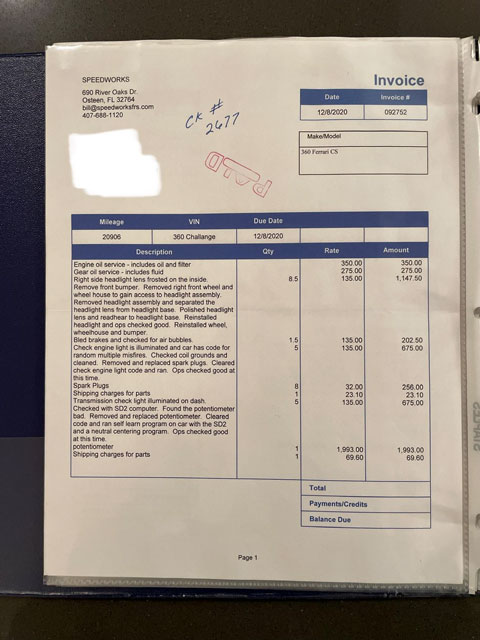 SPEEDWORKS
690 River Oaks Dr.
Osteen, FL 32764
bill@speedworksfrs.com
407-688-1120
Invoice
Date Invoice #
12/8/2020 092752
CK #
2677
PAID
Make/Model
360 Ferrari CS
Mileage VIN Due Date
20906 360 Challange 12/8/2020
Description Qty Rate Amount
Engine oil service - includes oil and filter 350.00 350.00
Gear oil service - includes fluid 275.00 275.00
Right side headlight lens frosted on the inside. 8.5 135.00 1,147.50
Remove front bumper. Removed right front wheel and
wheel house to gain access to headlight assembly.
Removed headlight assembly and separated the
headlight lens from headlight base. Polished headlight
lens and readhear to headlight base. Reinstalled
headlight and ops checked good. Reinstalled wheel,
wheelhouse and bumper.
Bled brakes and checked for air bubbles. 1.5 135.00 202.50
Check engine light is illuminated and car has code for 5 135.00 675.00
random multiple misfires. Checked coil grounds and
cleaned. Removed and replaced spark plugs. Cleared
check engine light code and ran. Ops checked good at
this time.
Spark Plugs 8 32.00 256.00
Shipping charges for parts 1 23.10 23.10
Transmission check light illuminated on dash. 5 135.00 675.00
Checked with SD2 computer. Found the potentiometer
bad. Removed and replaced potentiometer. Cleared
code and ran self learn program on car with the SD2
and a neutral centering program. Ops checked good
at this time.
potentiometer 1 1,993.00 1,993.00
Shipping charges for parts 1 69.60 69.60
Total
Payments/Credits
Balance Due
Page 1